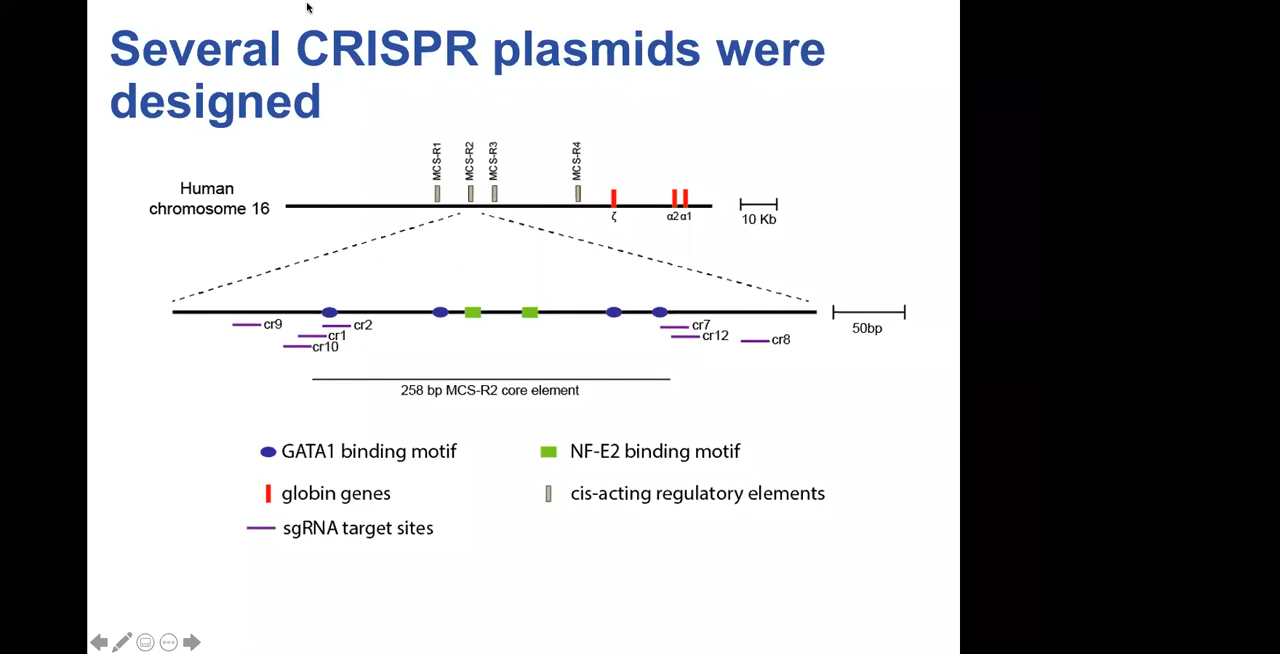 Several CRISPR plasmids were
designed
MCS-R1
MCS-R2
MCS-R3
MCS-R4
Human
chromosome 16
ζ
α2
α1
10 Kb
cr9
cr2
cr1
cr10
cr7
cr12
cr8
50bp
258 bp MCS-R2 core element
GATA1 binding motif
NF-E2 binding motif
globin genes
cis-acting regulatory elements
sgRNA target sites